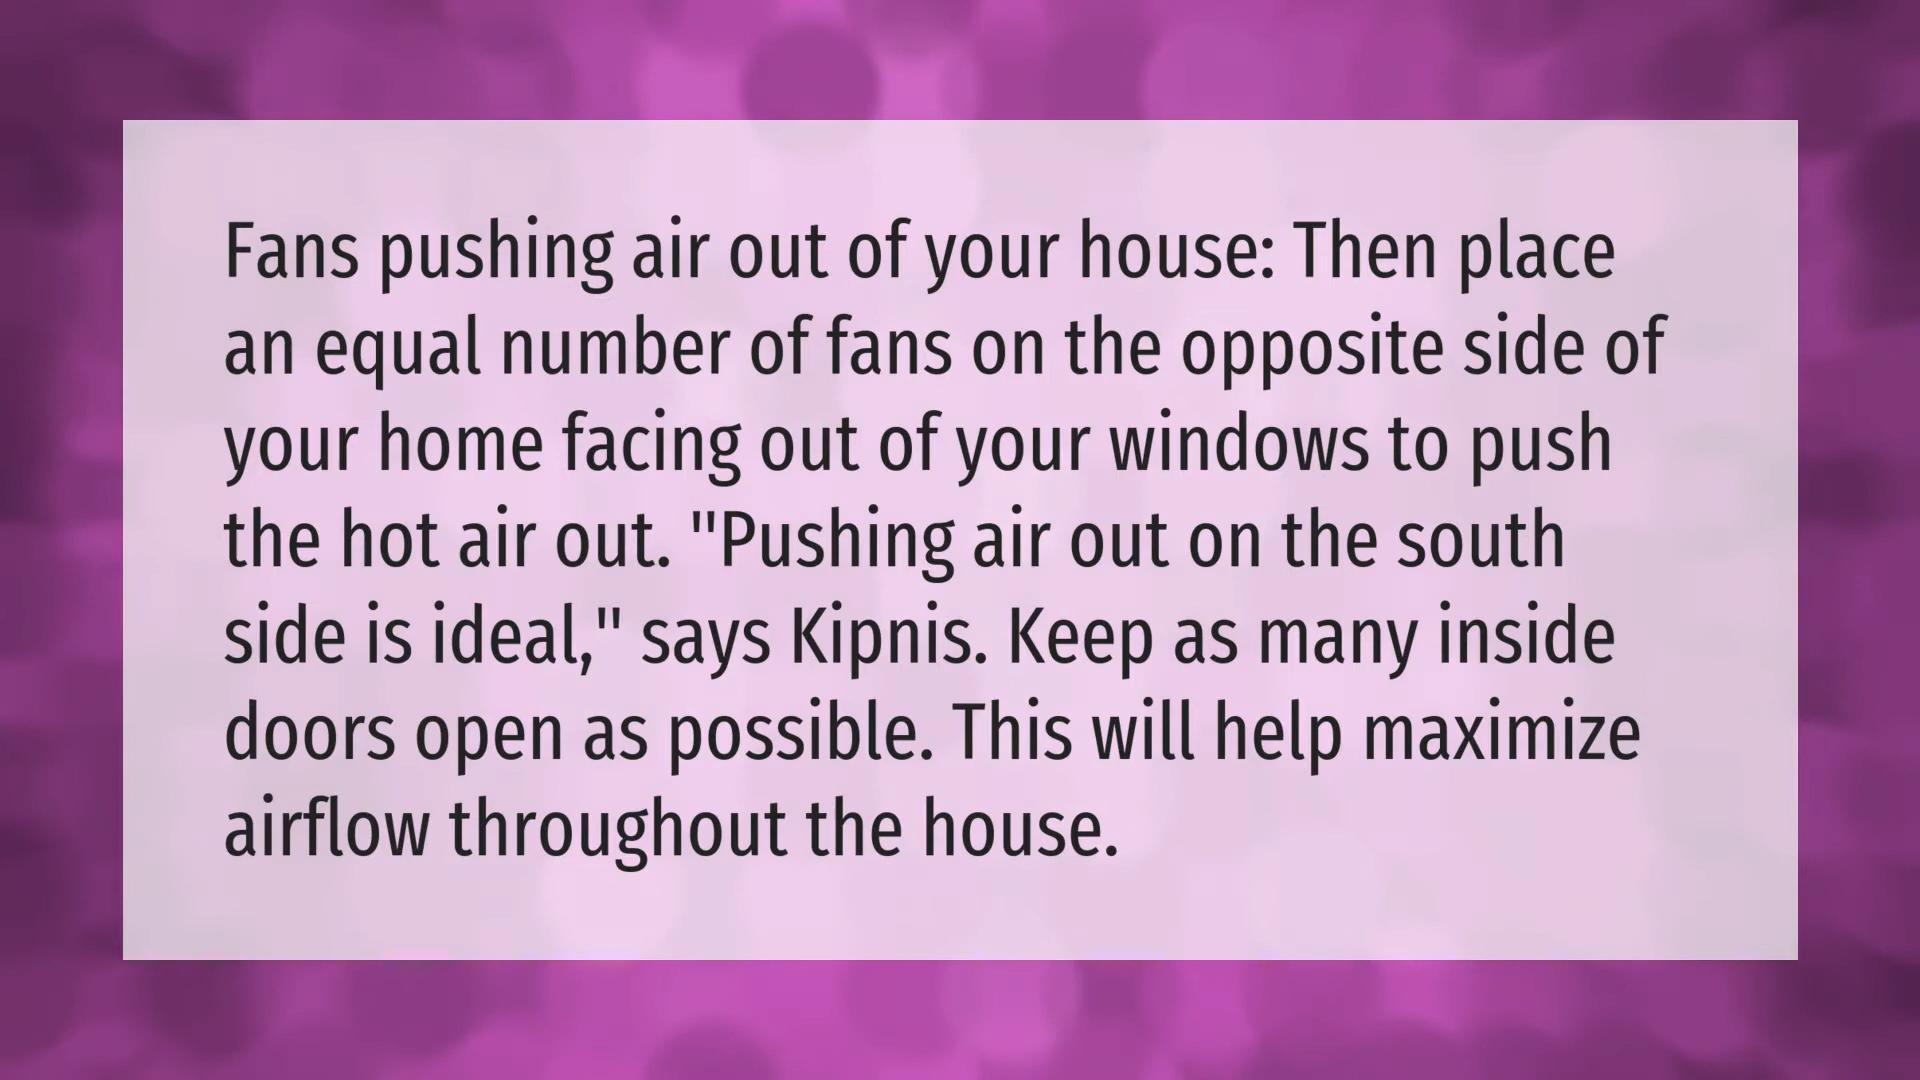 Fans pushing air out of your house: Then place
an equal number of fans on the opposite side of
your home facing out of your windows to push
the hot air out. "Pushing air out on the south
side is ideal," says Kipnis. Keep as many inside
doors open as possible. This will help maximize
airflow throughout the house.